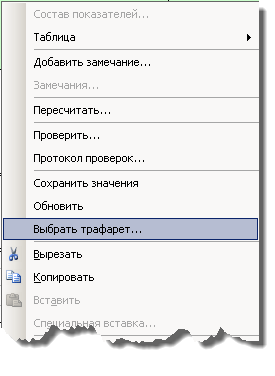 Состав показателей...
Таблица
Добавить замечание...
Замечания...
Пересчитать...
Проверить...
Протокол проверок...
Сохранить значения
Обновить
Выбрать трафарет...
Вырезать
Копировать
Вставить
Специальная вставка...